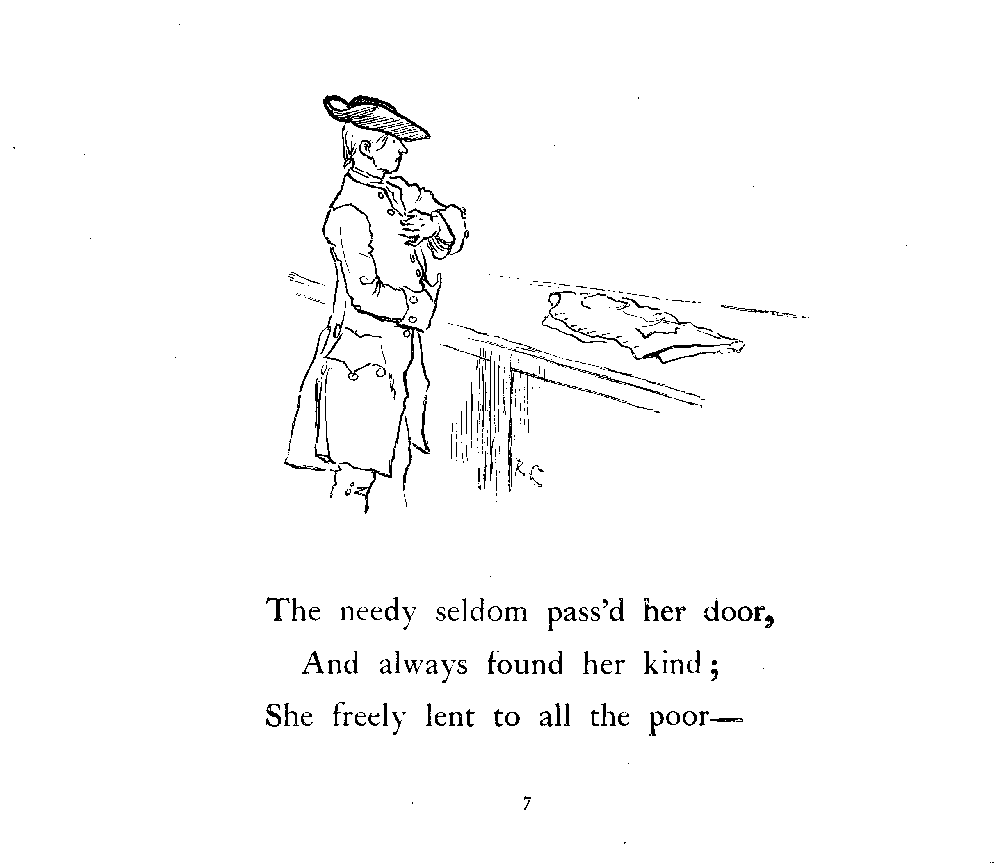 RC
The needy seldom pass'd her door,
And always found her kind;
She freely lent to all the poor—
7